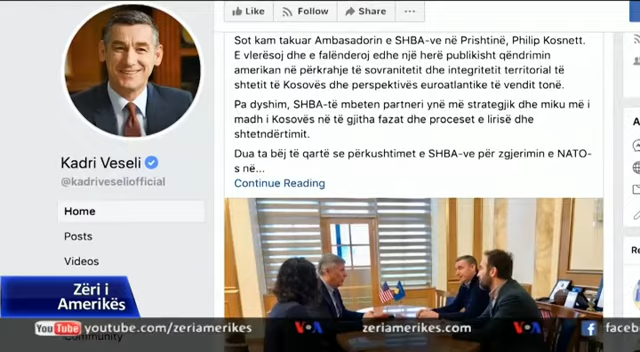 Like
Follow
Share
...
Sot kam takuar Ambasadorin e SHBA-ve në Prishtinë, Philip Kosnett.
E vlerësoj dhe e falënderoj edhe një herë publikisht qëndrimin
amerikan në përkrahje të sovranitetit dhe integritetit territorial të
shtetit të Kosovës dhe perspektivës euroatlantike të vendit tonë.
Pa dyshim, SHBA-të mbeten partneri ynë më strategjik dhe miku më i
madh i Kosovës në të gjitha fazat dhe proceset e lirisë dhe
shtetndërtimit.
Dua ta bëj të qartë se përkushtimet e SHBA-ve për zgjerimin e NATO-
s në...
Continue Reading
Kadri Veseli
@kadriveseliofficial
Home
Posts
Videos
Community
Zëri i
Amerikës
YouTube youtube.com/zeriamerikes VOA zeriamerikes.com VOA f faceb
A
Re